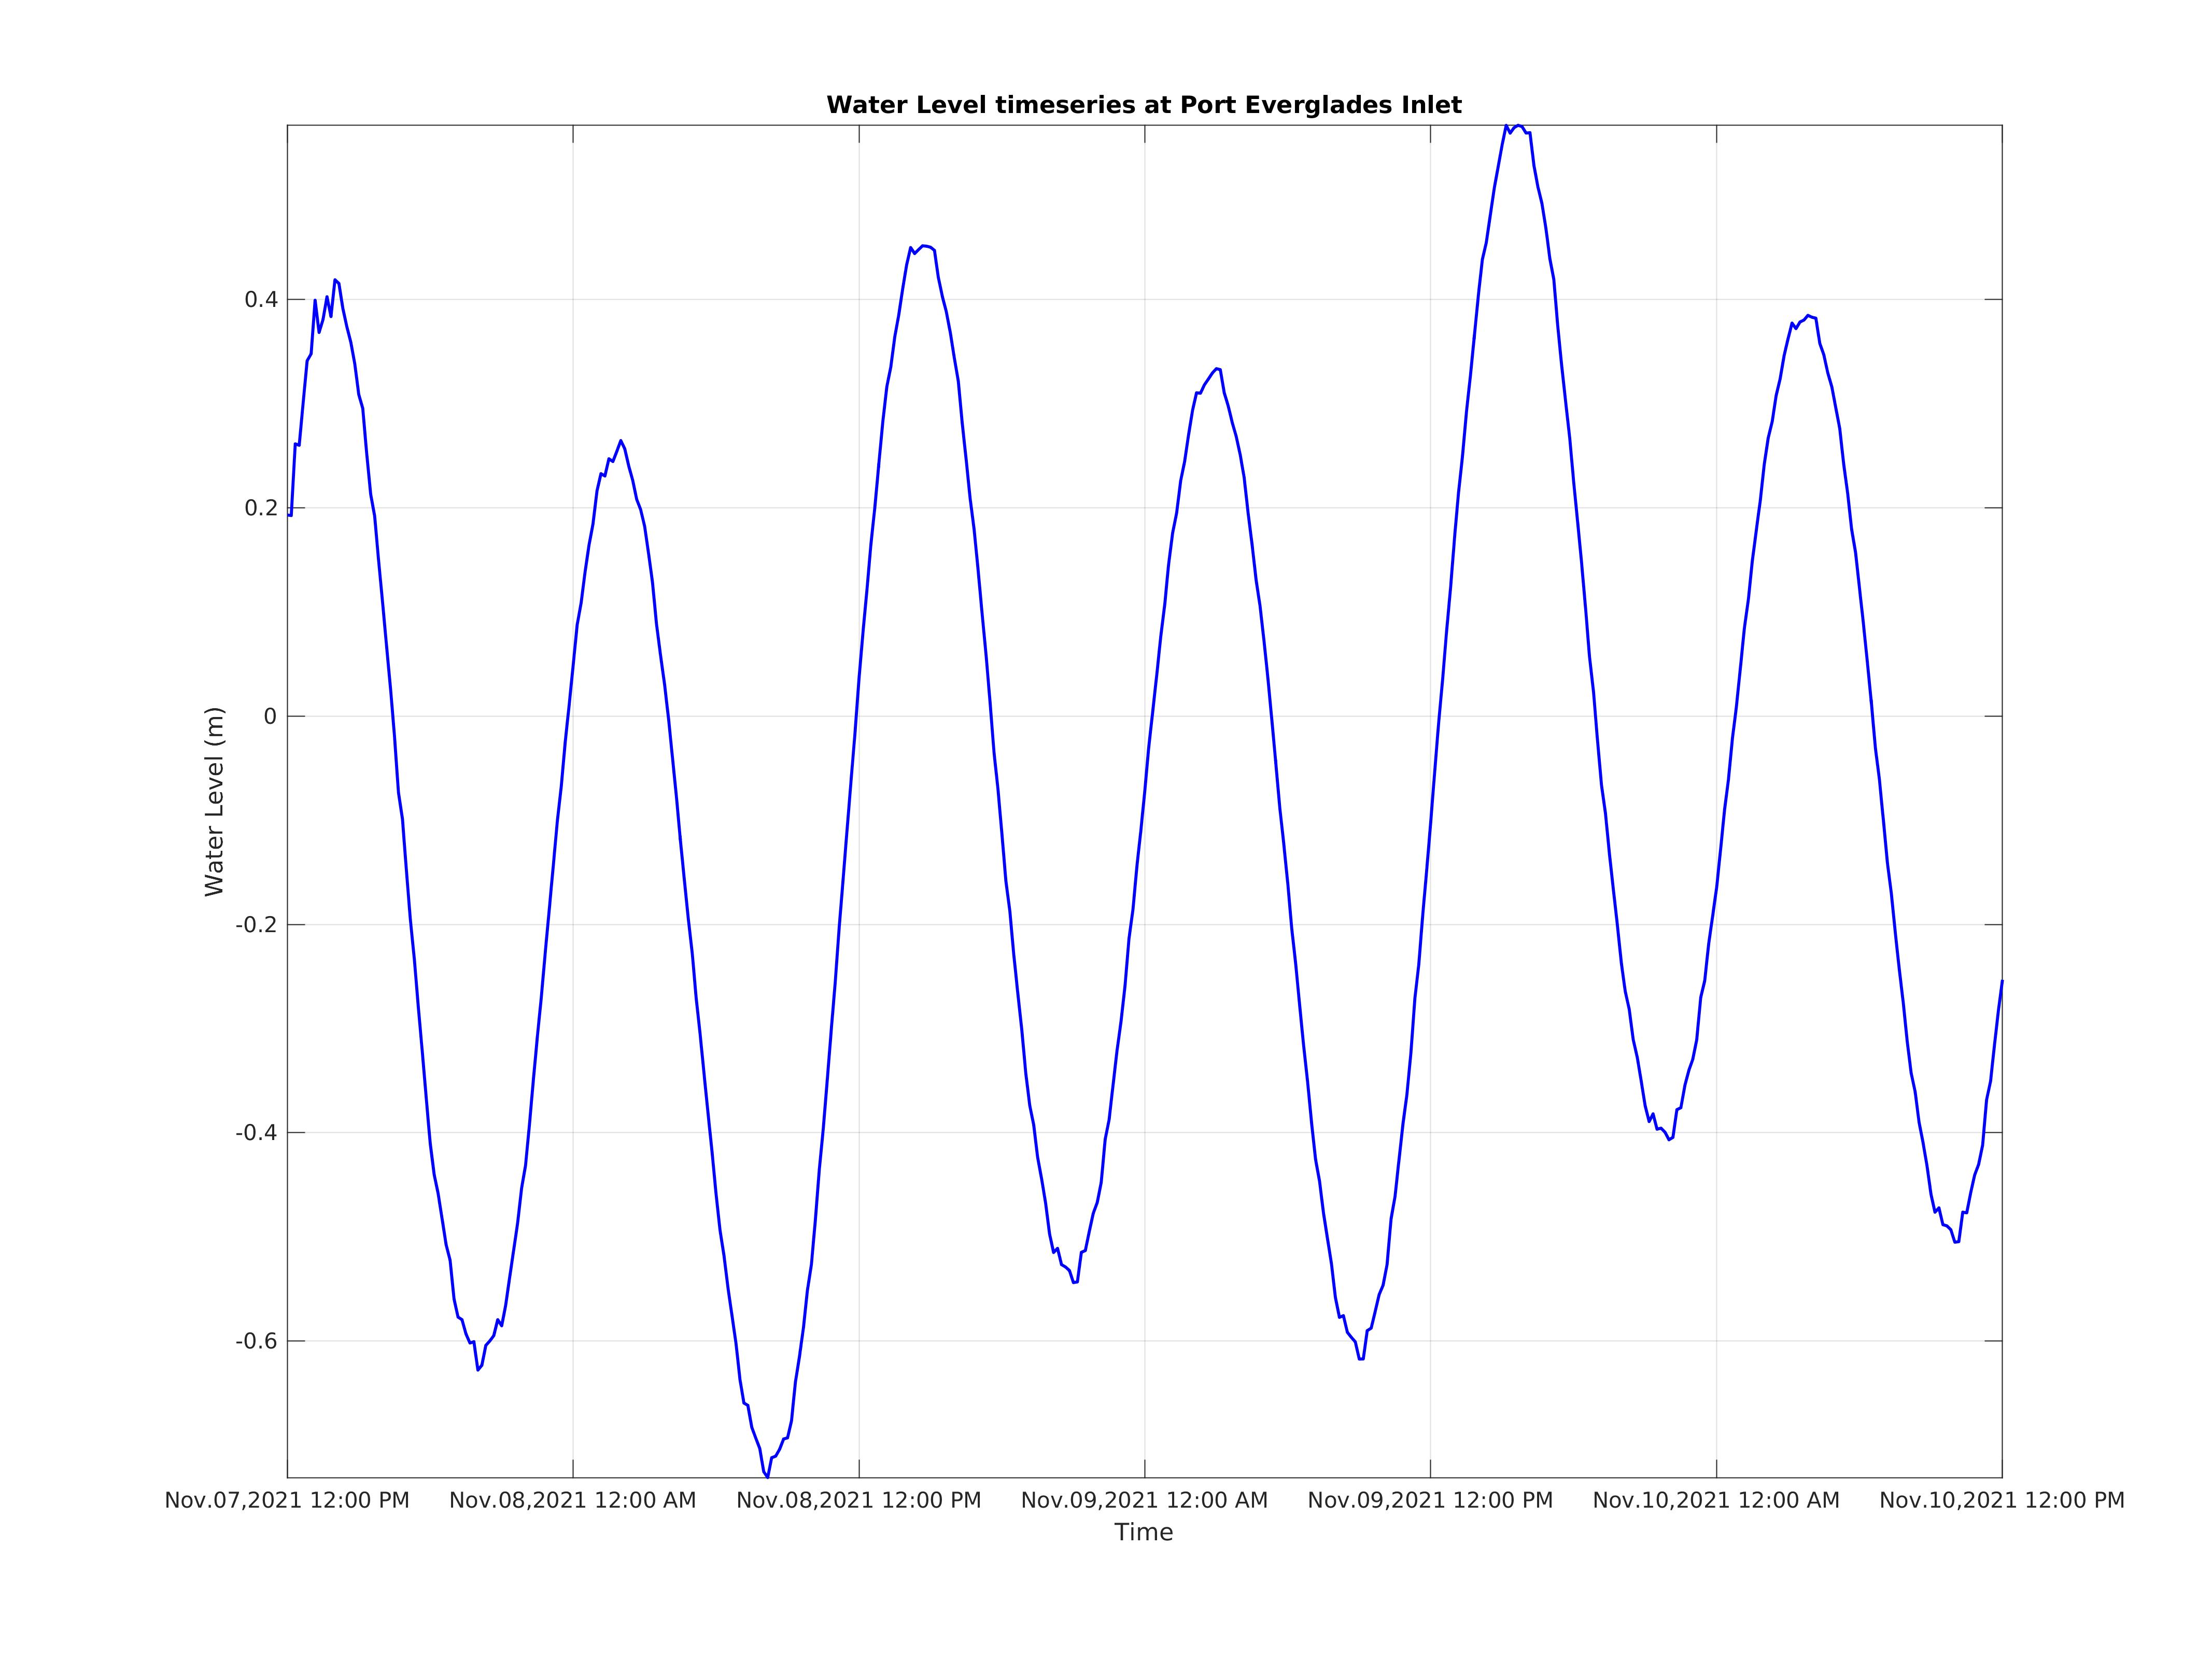 Water Level timeseries at Port Everglades Inlet
0.4
0.2
0
-0.2
-0.4
-0.6
Water Level (m)
Nov.07,2021 12:00 PM Nov.08,2021 12:00 AM Nov.08,2021 12:00 PM Nov.09,2021 12:00 AM Nov.09,2021 12:00 PM Nov.10,2021 12:00 AM Nov.10,2021 12:00 PM
Time